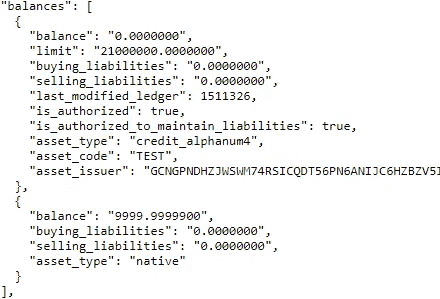 "balances": [
{
"balance": "0.0000000",
"limit": "21000000.0000000",
"buying_liabilities": "0.0000000",
"selling_liabilities": "0.0000000",
"last_modified_ledger": 1511326,
"is_authorized": true,
"is_authorized_to_maintain_liabilities": true,
"asset_type": "credit_alphanum4",
"asset_code": "TEST",
"asset_issuer": "GCNGPNDHZJWSWM74RSICQDT56PN6ANIJC6HZBZV5I
},
{
"balance": "9999.9999900",
"buying_liabilities": "0.0000000",
"selling_liabilities": "0.0000000",
"asset_type": "native"
}
],